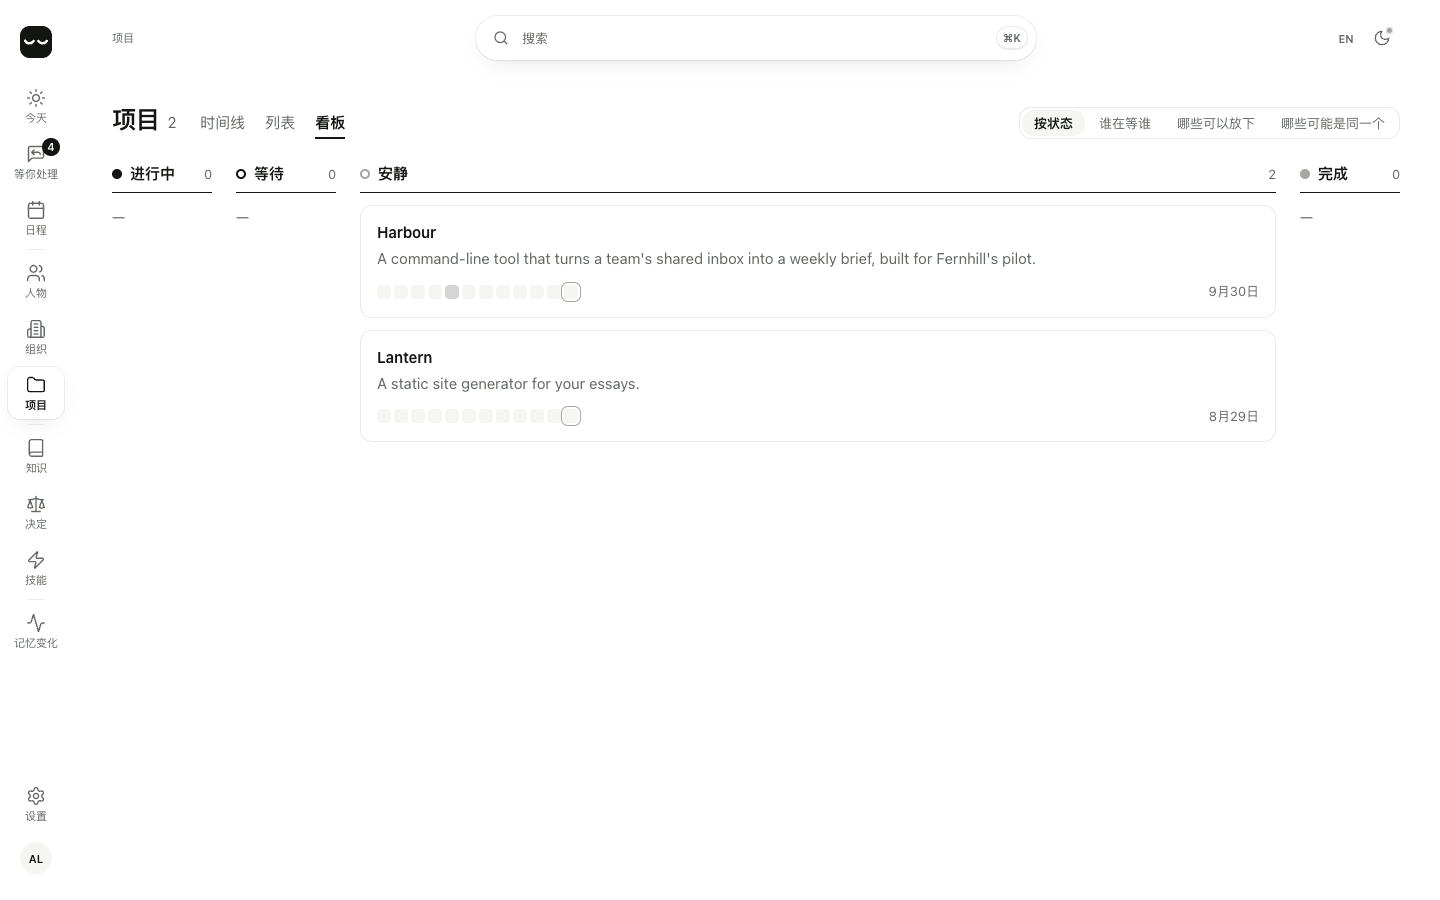 项目
搜索
⌘K
EN
今天
4
等你处理
日程
人物
组织
项目
知识
决定
技能
记忆变化
设置
AL
项目 2 时间线 列表 看板
按状态 谁在等谁 哪些可以放下 哪些可能是同一个
进行中 0
—
等待 0
—
安静 2
Harbour
A command-line tool that turns a team's shared inbox into a weekly brief, built for Fernhill's pilot.
9月30日
Lantern
A static site generator for your essays.
8月29日
完成 0
—